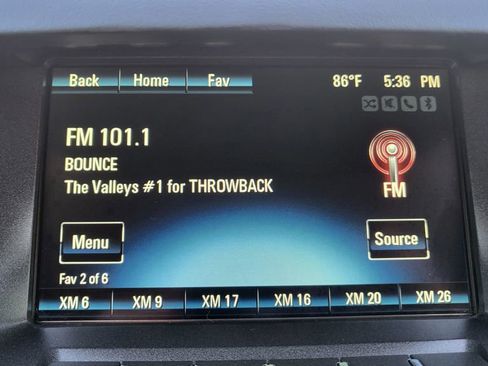 Back Home Fav 86°F 5:36 PM
FM 101.1
BOUNCE
The Valleys #1 for THROWBACK
FM
Menu Source
Fav 2 of 6
XM 6 XM 9 XM 17 XM 16 XM 20 XM 26